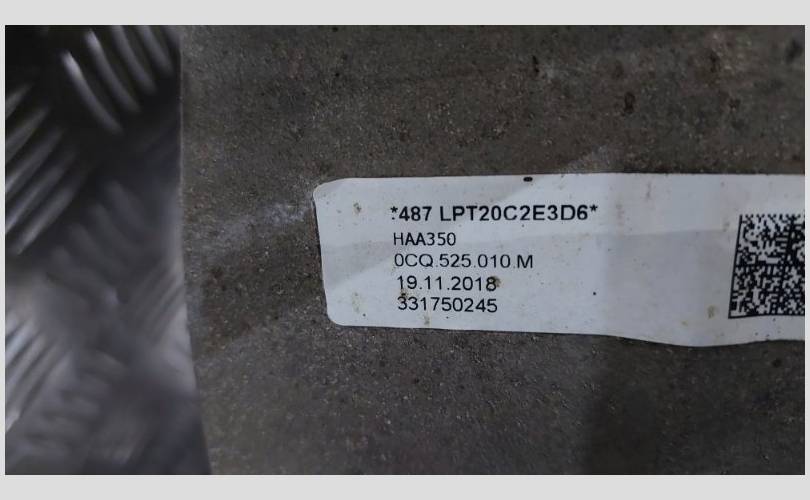 *487 LPT20C2E3D6*
HAA350
0CQ.525.010.M
19.11.2018
331750245